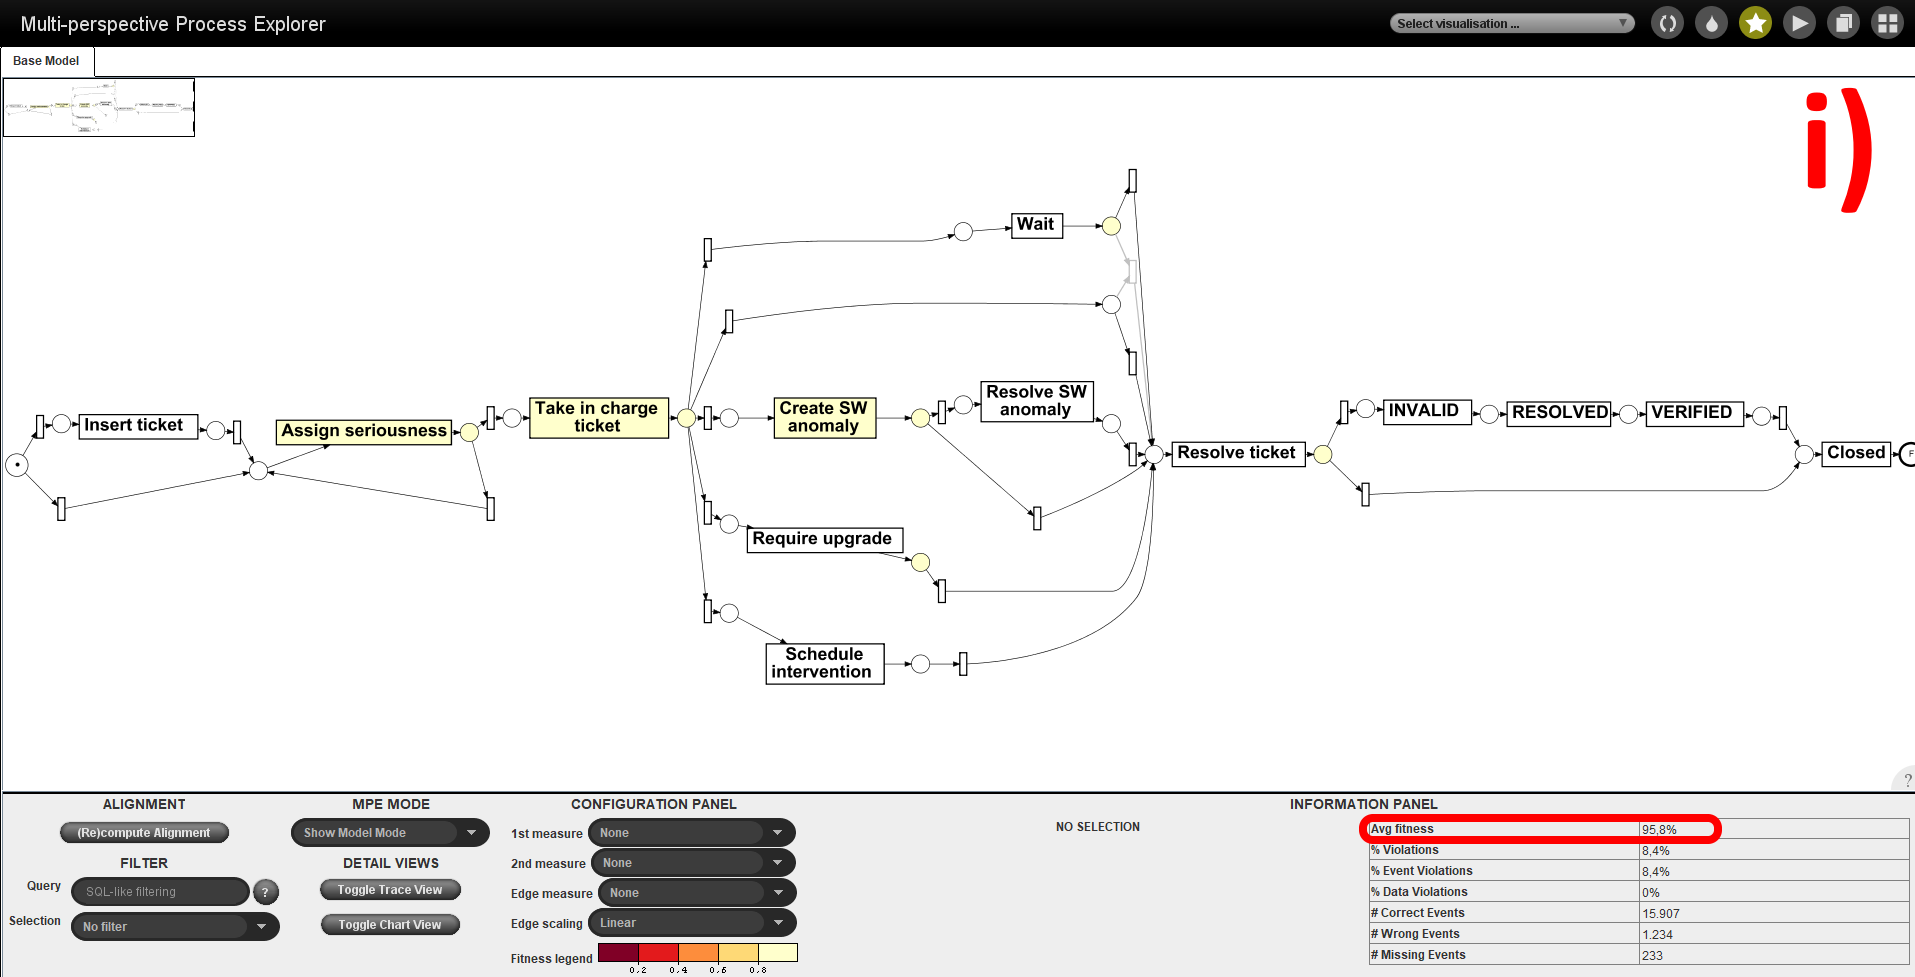 Multi-perspective Process Explorer
Select visualisation ...
Base Model
i)
Wait
Resolve SW
anomaly
Take in charge
ticket
Create SW
anomaly
Insert ticket
Assign seriousness
INVALID
RESOLVED
VERIFIED
Resolve ticket
Closed
F
Require upgrade
Schedule
intervention
?
ALIGNMENT
(Re)compute Alignment
FILTER
Query
SQL-like filtering
?
Selection
No filter
MPE MODE
Show Model Mode
DETAIL VIEWS
Toggle Trace View
Toggle Chart View
CONFIGURATION PANEL
1st measure
None
2nd measure
None
Edge measure
None
Edge scaling
Linear
Fitness legend
0.2 0.4 0.6 0.8
NO SELECTION
INFORMATION PANEL
Avg fitness 95,8%
% Violations 8,4%
% Event Violations 8,4%
% Data Violations 0%
# Correct Events 15.907
# Wrong Events 1.234
# Missing Events 233